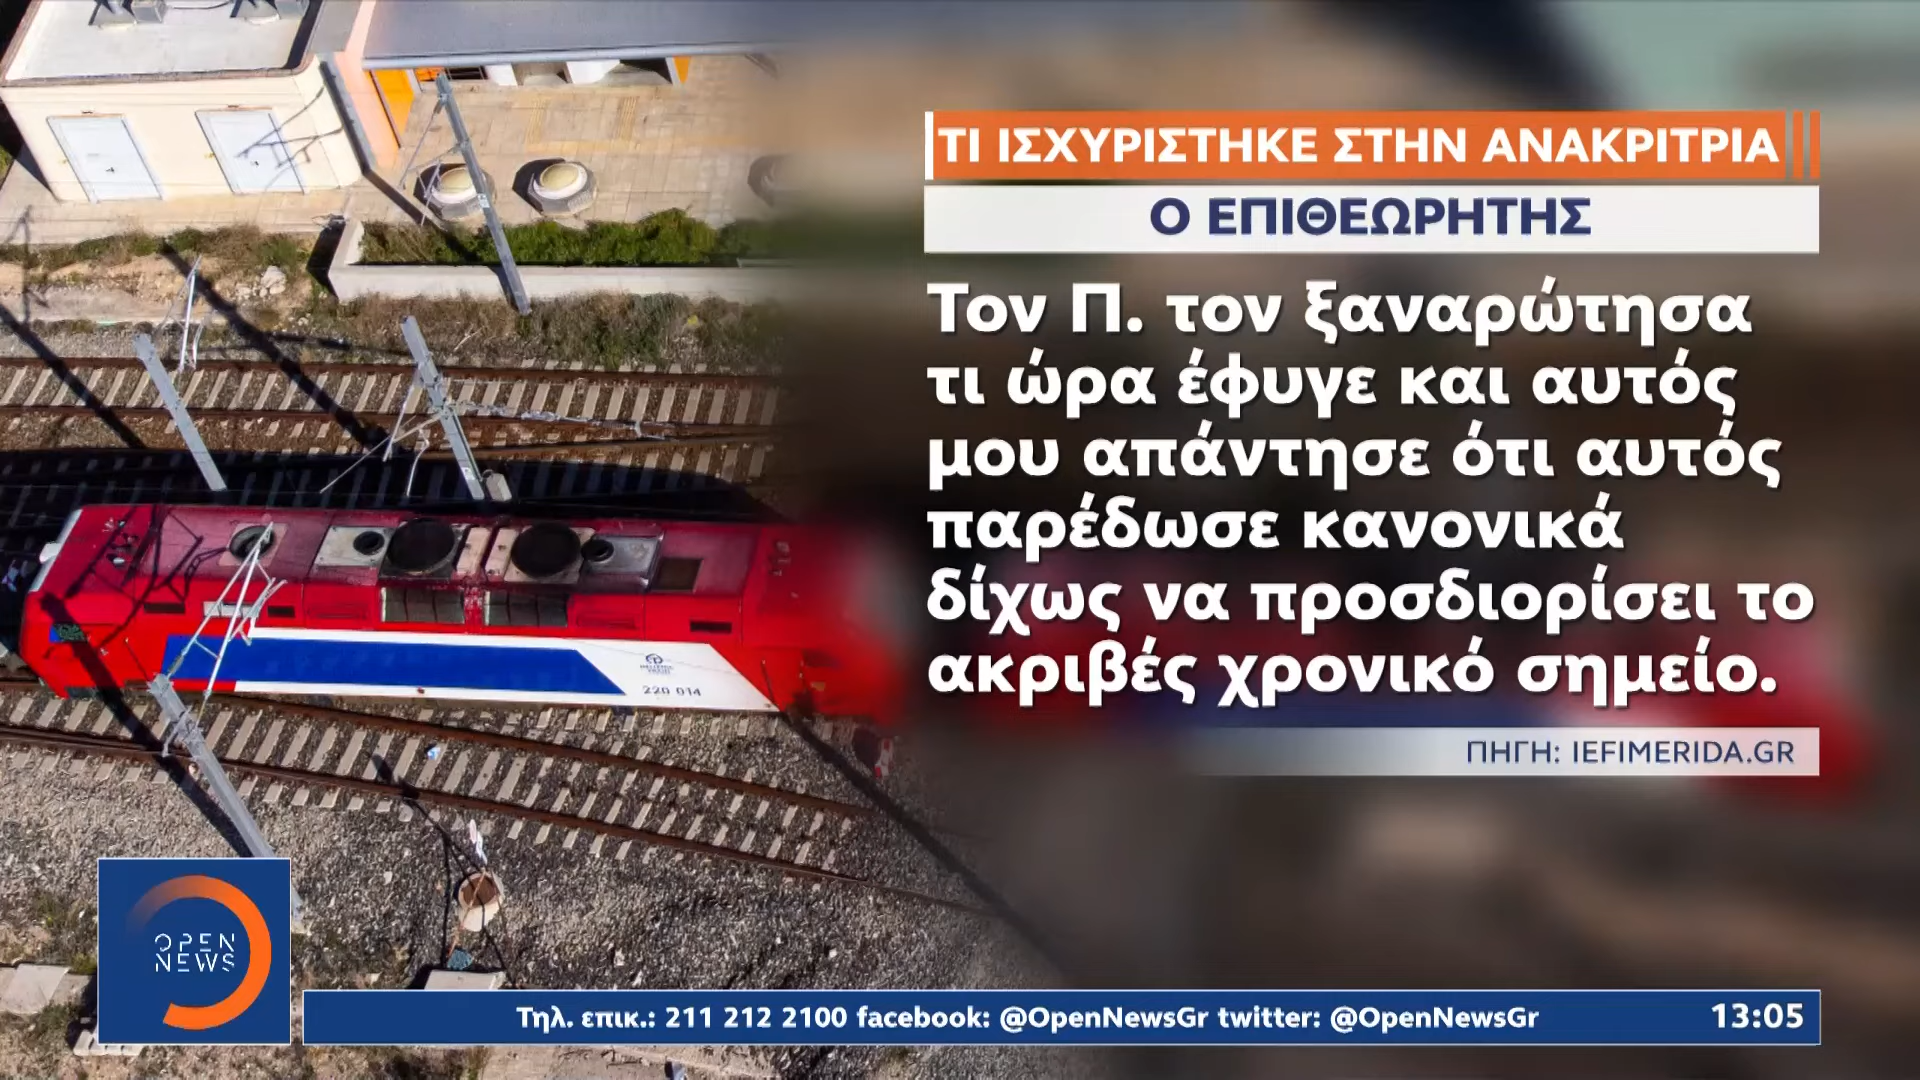 ΤΙ ΙΣΧΥΡΙΣΤΗΚΕ ΣΤΗΝ ΑΝΑΚΡΙΤΡΙΑ
Ο ΕΠΙΘΕΩΡΗΤΗΣ
Τον Π. τον ξαναρώτησα
τι ώρα έφυγε και αυτός
μου απάντησε ότι αυτός
παρέδωσε κανονικά
δίχως να προσδιορίσει το
ακριβές χρονικό σημείο.
ΠΗΓΗ: IEFIMERIDA.GR
220 014
OPEN
NEWS
Τηλ. επικ.: 211 212 2100 facebook: @OpenNewsGr twitter: @OpenNewsGr
13:05